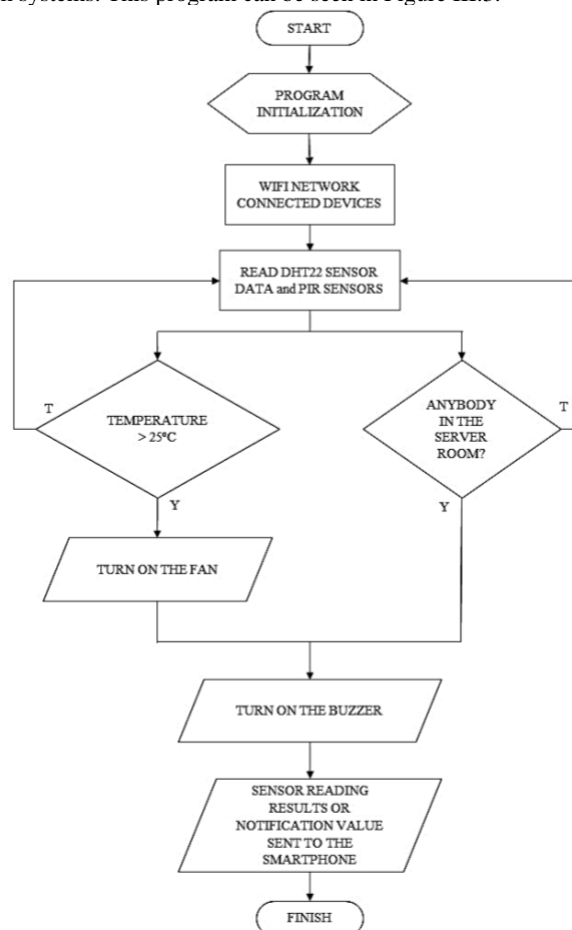 systems. This program can be seen in Figure III.3.
START
PROGRAM
INITIALIZATION
WIFI NETWORK
CONNECTED DEVICES
READ DHT22 SENSOR
DATA and PIR SENSORS
T
TEMPERATURE
> 25°C
Y
ANYBODY
IN THE
SERVER
ROOM?
T
Y
TURN ON THE FAN
TURN ON THE BUZZER
SENSOR READING
RESULTS OR
NOTIFICATION VALUE
SENT TO THE
SMARTPHONE
FINISH